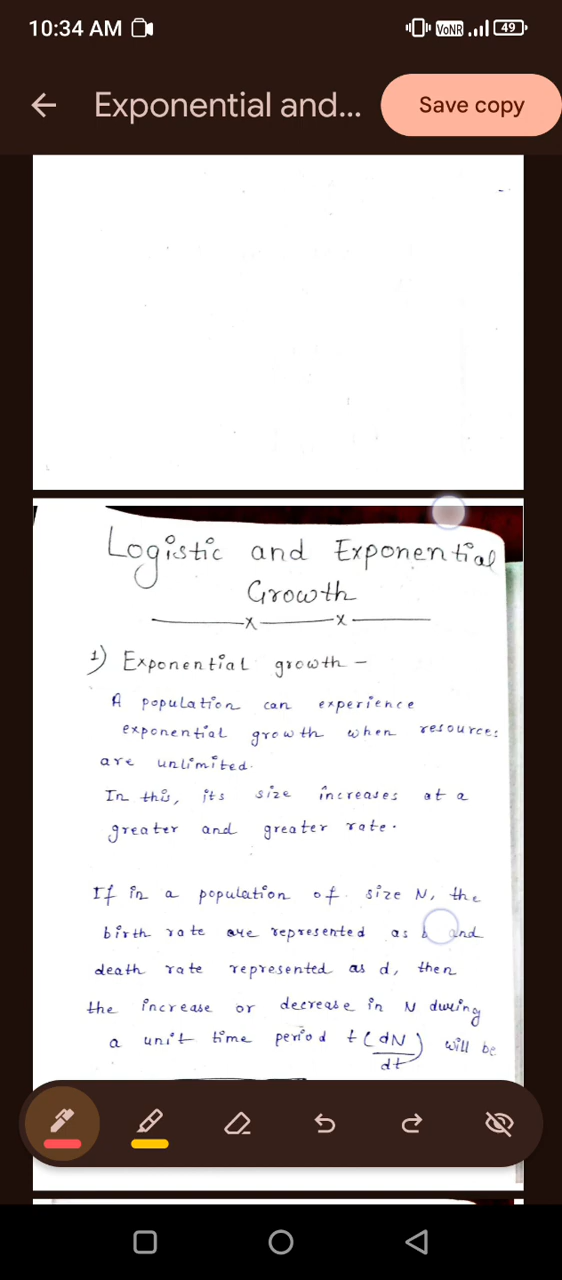 10:34 AM
VoNR
49
Exponential and...
Save copy
Logistic and Exponential
Growth
1) Exponential growth -
A population can experience
exponential growth when resources
are unlimited.
In this, its size increases at a
greater and greater rate.
If in a population of size N, the
birth rate are represented as b and
death rate represented as d, then
the increase or decrease in N during
a unit time period t (dN/dt) will be